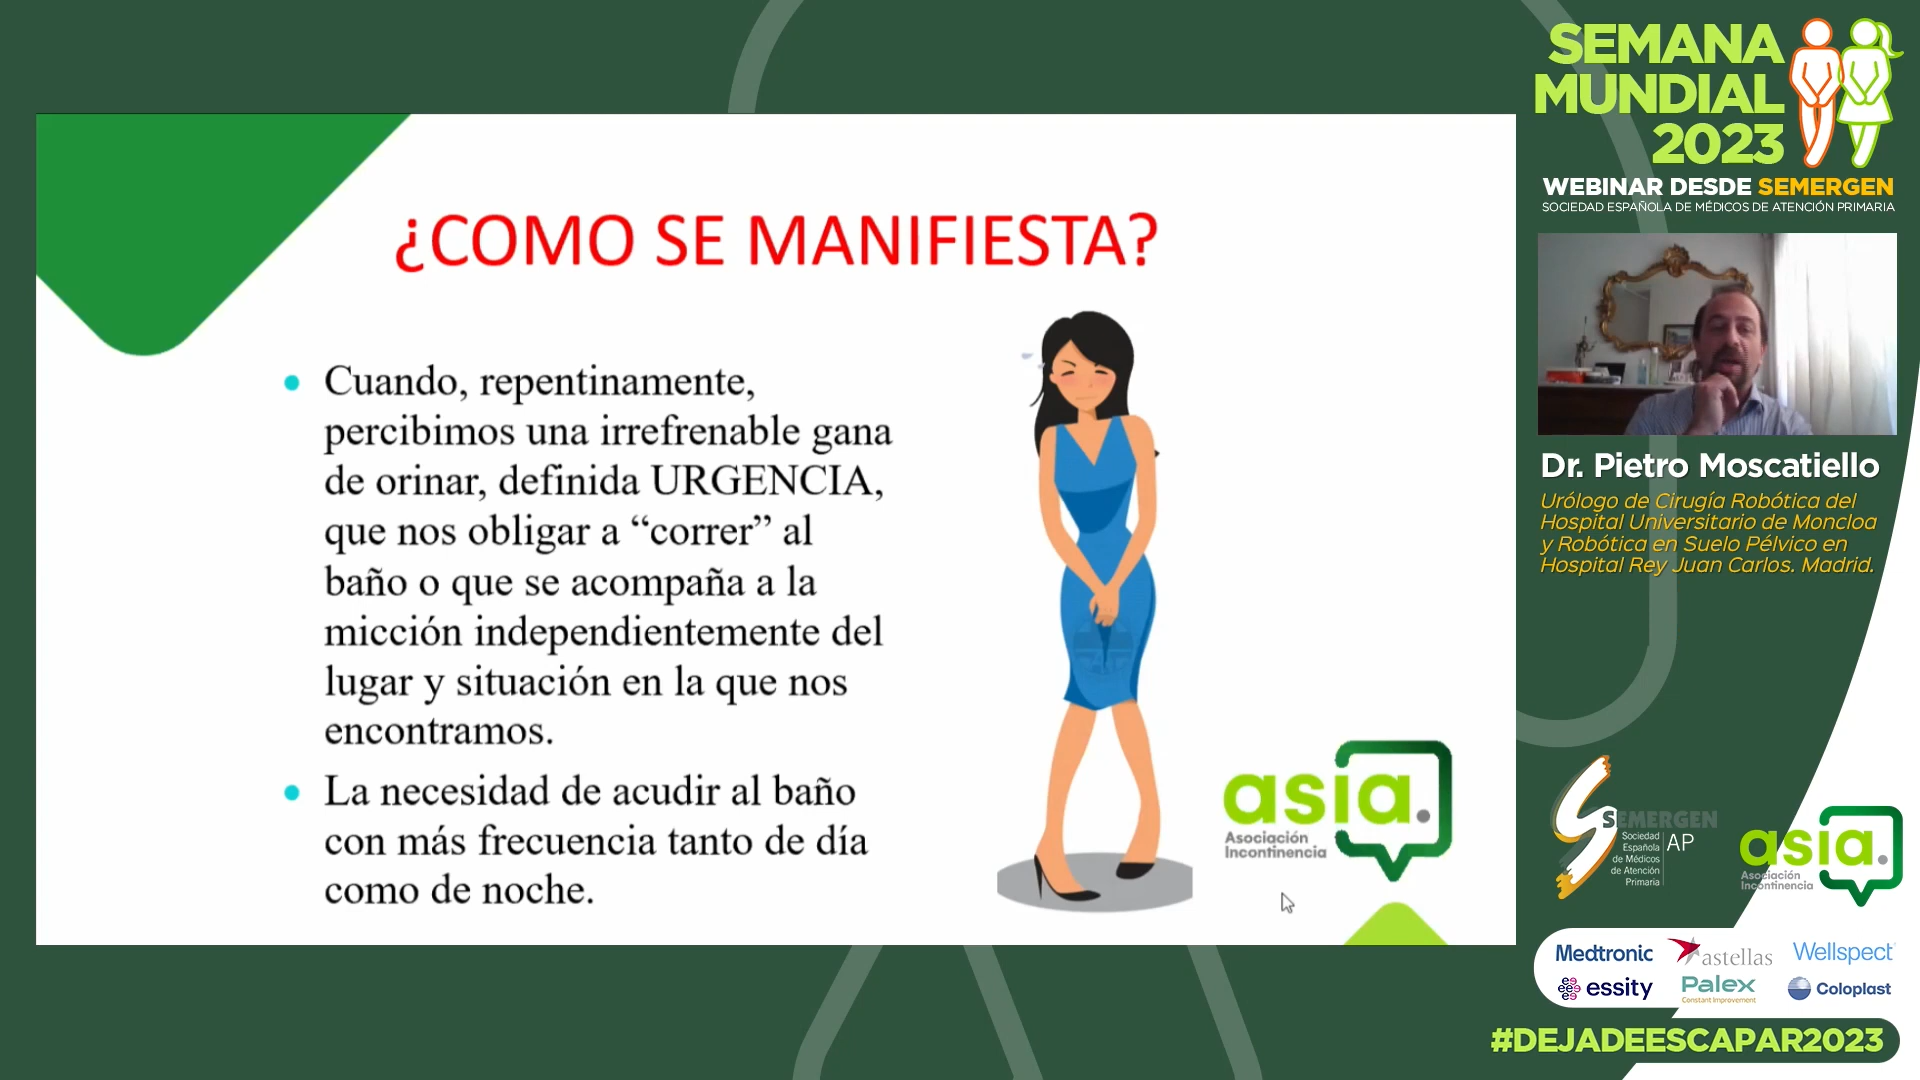 ¿COMO SE MANIFIESTA?
Cuando, repentinamente,
percibimos una irrefrenable gana
de orinar, definida URGENCIA,
que nos obligar a “correr” al
baño o que se acompaña a la
micción independientemente del
lugar y situación en la que nos
encontramos.
La necesidad de acudir al baño
con más frecuencia tanto de día
como de noche.
asia.
Asociación
Incontinencia
SEMANA
MUNDIAL
2023
WEBINAR DESDE SEMERGEN
SOCIEDAD ESPAÑOLA DE MÉDICOS DE ATENCIÓN PRIMARIA
Dr. Pietro Moscatiello
Urólogo de Cirugía Robótica del
Hospital Universitario de Moncloa
y Robótica en Suelo Pélvico en
Hospital Rey Juan Carlos. Madrid.
SEMERGEN
Sociedad
Española
de Médicos
de Atención
Primaria
AP
asia.
Asociación
Incontinencia
Medtronic
astellas
Wellspect
essity
Palex
Constant Improvement
Coloplast
#DEJADEESCAPAR2023